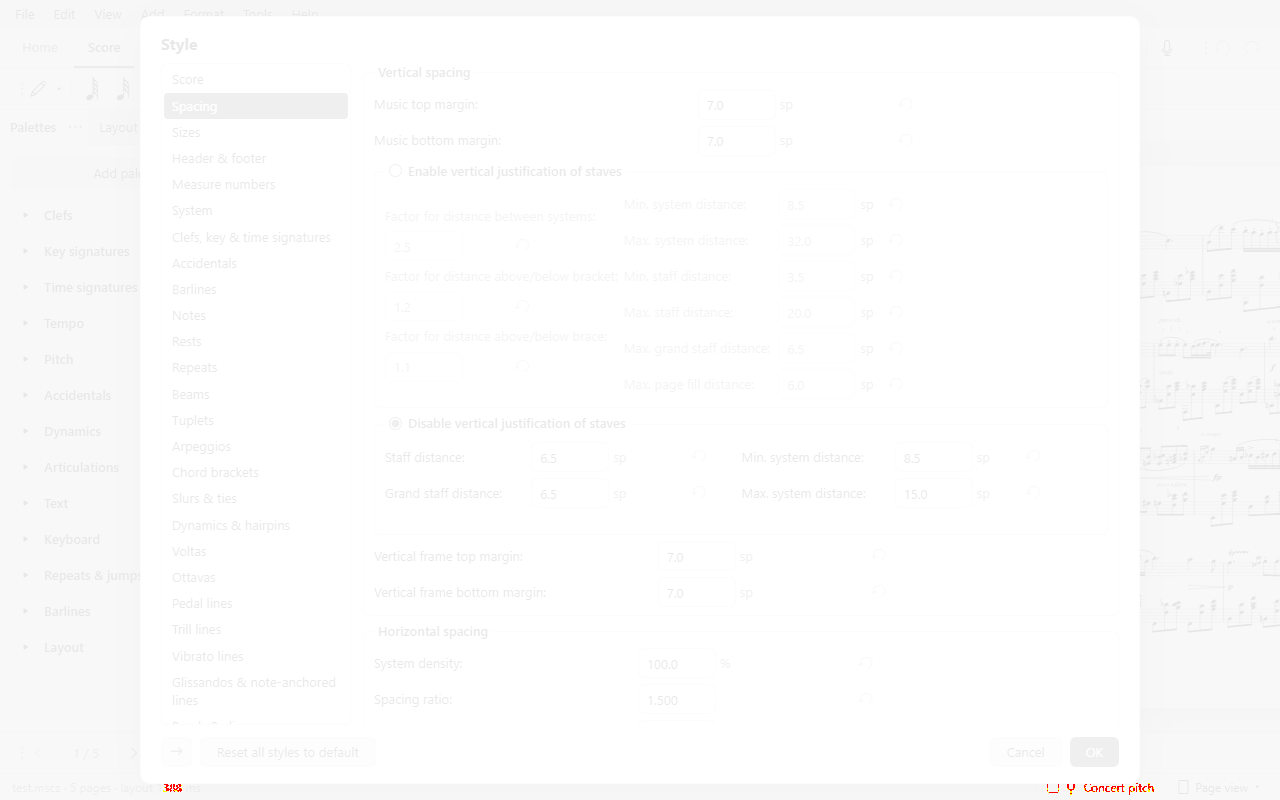 File Edit View Add Format Tools Help
Home Score
Palettes Layout
Clefs
Key signatures
Time signatures
Tempo
Pitch
Accidentals
Dynamics
Articulations
Text
Keyboard
Repeats & jumps
Barlines
Layout
1 / 5
Style
Score
Spacing
Sizes
Header & footer
Measure numbers
System
Clefs, key & time signatures
Accidentals
Barlines
Notes
Rests
Repeats
Beams
Tuplets
Arpeggios
Chord brackets
Slurs & ties
Dynamics & hairpins
Voltas
Ottavas
Pedal lines
Trill lines
Vibrato lines
Glissandos & note-anchored
lines
Vertical spacing
Music top margin: 7.0 sp
Music bottom margin: 7.0 sp
Enable vertical justification of staves
Factor for distance between systems:
2.5
Factor for distance above/below bracket:
1.2
Factor for distance above/below brace:
1.1
Min. system distance: 8.5 sp
Max. system distance: 32.0 sp
Min. staff distance: 3.5 sp
Max. staff distance: 20.0 sp
Max. grand staff distance: 6.5 sp
Max. page fill distance: 6.0 sp
Disable vertical justification of staves
Staff distance: 6.5 sp Min. system distance: 8.5 sp
Grand staff distance: 6.5 sp Max. system distance: 15.0 sp
Vertical frame top margin: 7.0 sp
Vertical frame bottom margin: 7.0 sp
Horizontal spacing
System density: 100.0 %
Spacing ratio: 1.500
Reset all styles to default Cancel OK
test.mscz - 5 pages - layout
Concert pitch Page view